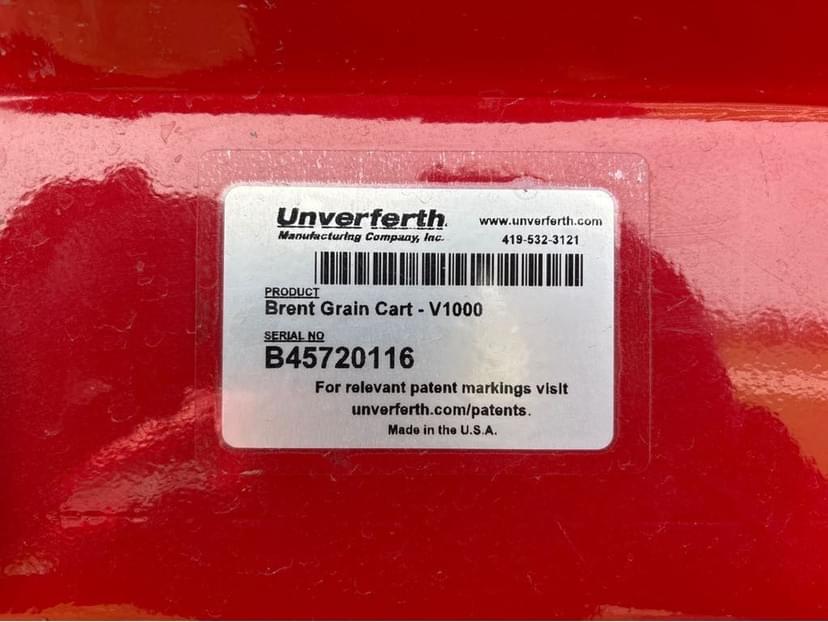 Unverferth
Manufacturing Company, Inc.
www.unverferth.com
419-532-3121
PRODUCT
Brent Grain Cart - V1000
SERIAL NO
B45720116
For relevant patent markings visit
unverferth.com/patents.
Made in the U.S.A.